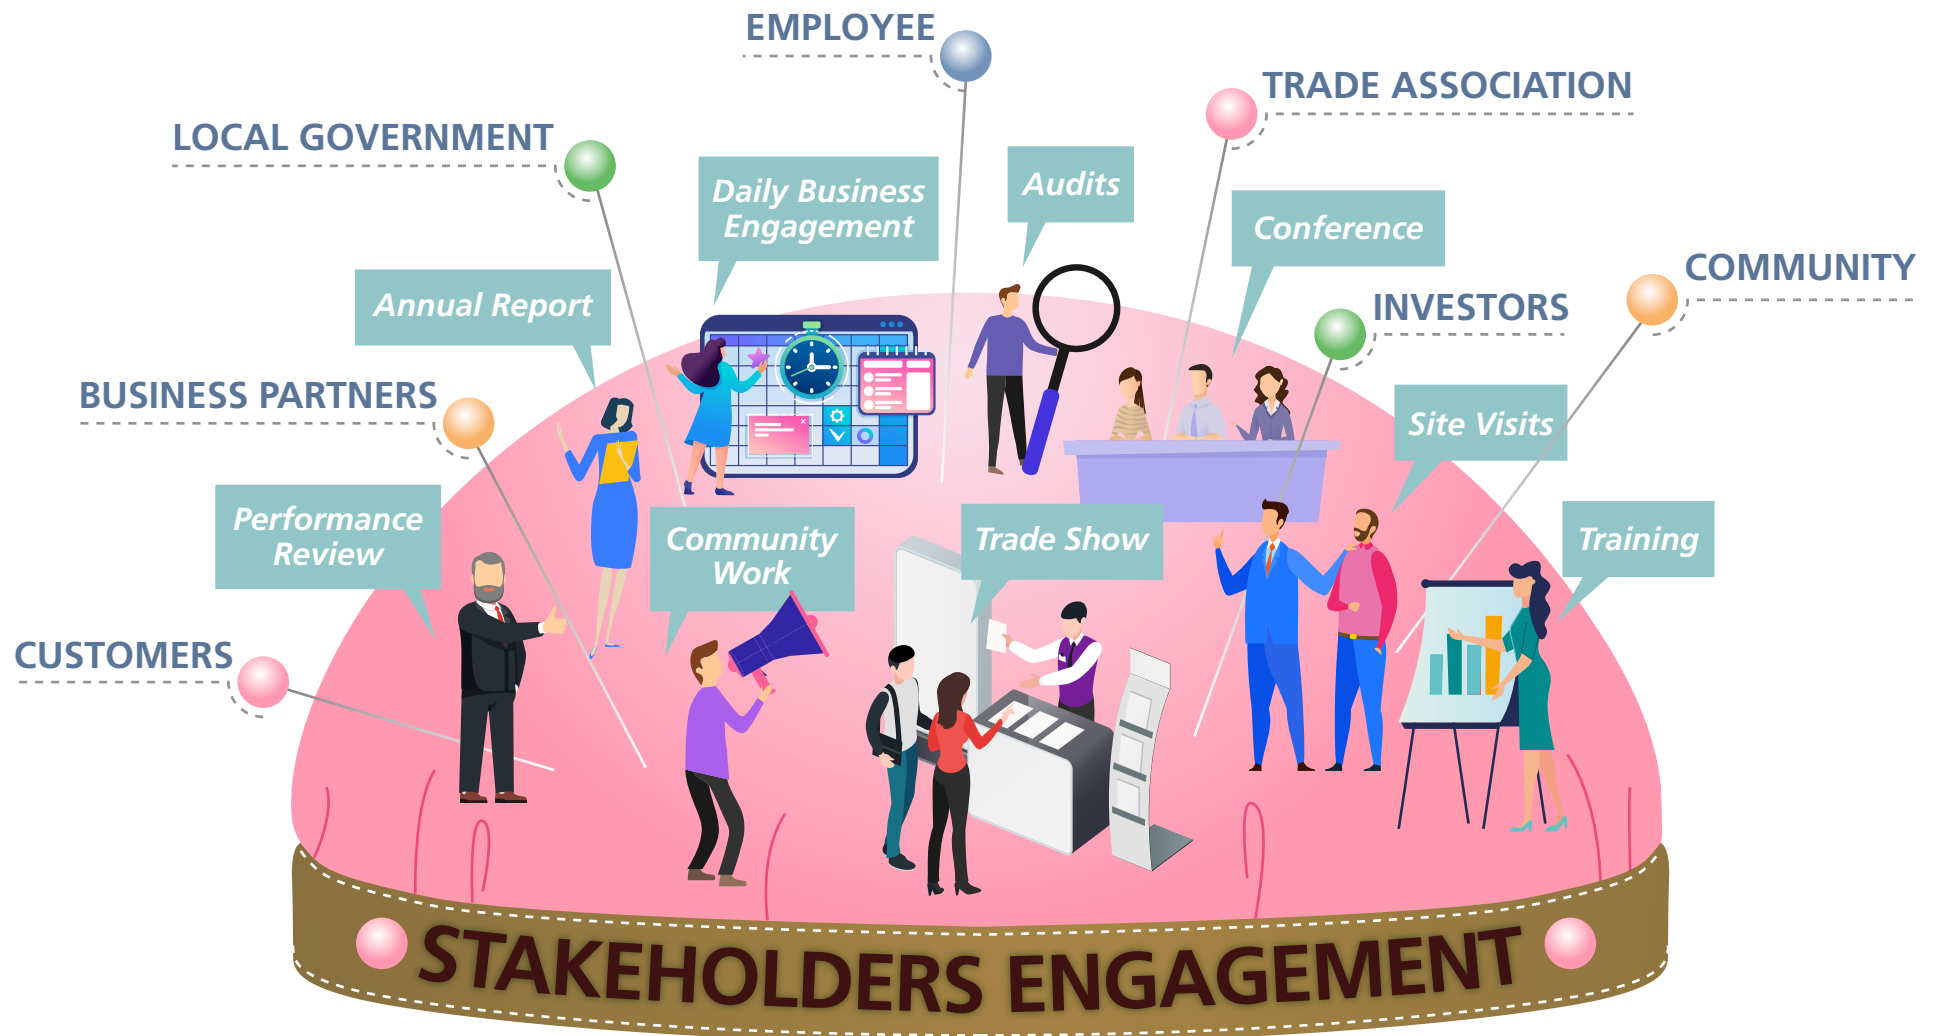 EMPLOYEE
TRADE ASSOCIATION
LOCAL GOVERNMENT
Daily Business
Engagement
Audits
Conference
COMMUNITY
Annual Report
INVESTORS
BUSINESS PARTNERS
Site Visits
Performance
Review
Community
Work
Trade Show
Training
CUSTOMERS
STAKEHOLDERS ENGAGEMENT